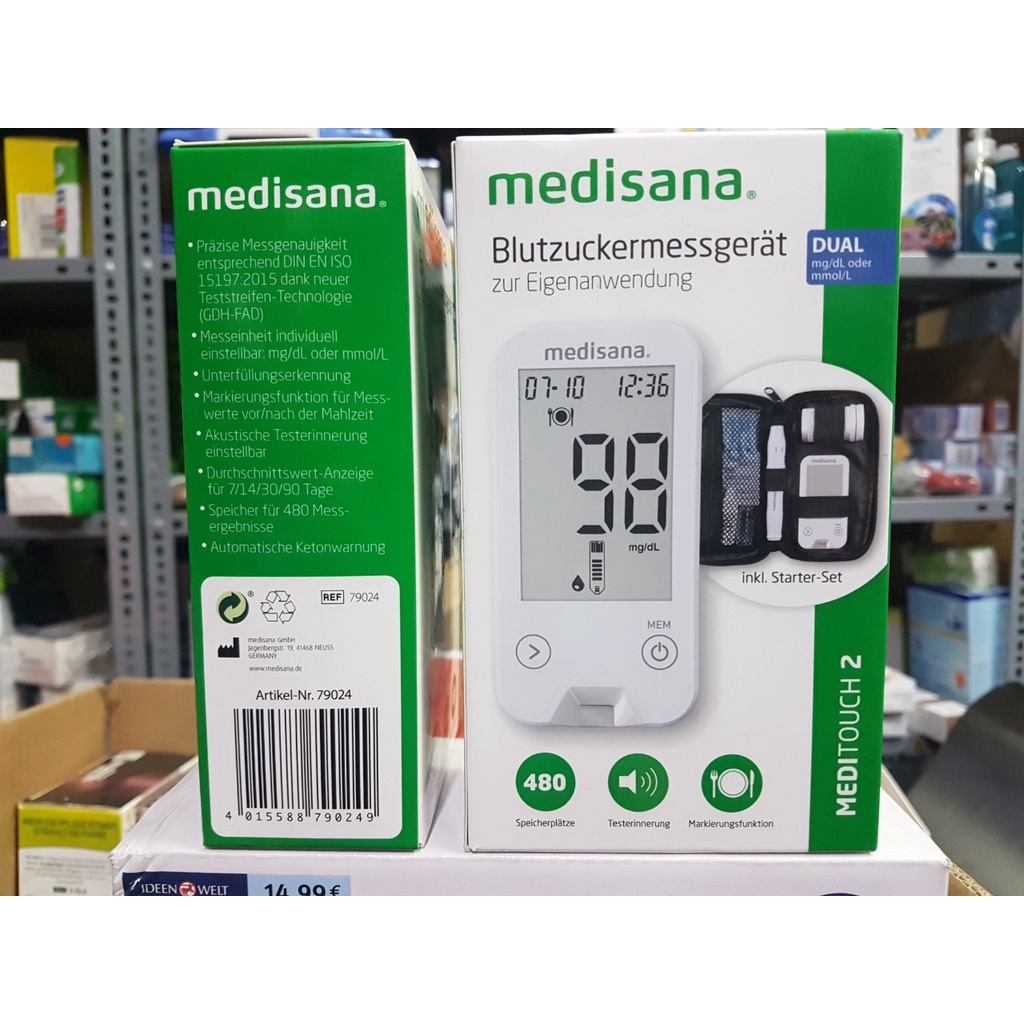 medisana®
• Präzise Messgenauigkeit
entsprechend DIN EN ISO
15197:2015 dank neuer
Teststreifen-Technologie
(GDH-FAD)
• Messeinheit individuell
einstellbar: mg/dL oder mmol/L
• Unterfüllungserkennung
• Markierungsfunktion für Mess-
werte vor/nach der Mahlzeit
• Akustische Testerinnerung
einstellbar
• Durchschnittswert-Anzeige
für 7/14/30/90 Tage
• Speicher für 480 Mess-
ergebnisse
• Automatische Ketonwarnung
®
REF 79024
medisana GmbH
Jagenbergstr. 19, 41468 NEUSS
GERMANY
www.medisana.de
Artikel-Nr. 79024
4 015588 790249
medisana®
Blutzuckermessgerät
zur Eigenanwendung
DUAL
mg/dL oder
mmol/L
medisana®
07-10 12:36
98
mg/dL
MEM
medisana
inkl. Starter-Set
MEDITOUCH 2
480
Speicherplätze
Testerinnerung
Markierungsfunktion
IDEEN WELT
14,99 €